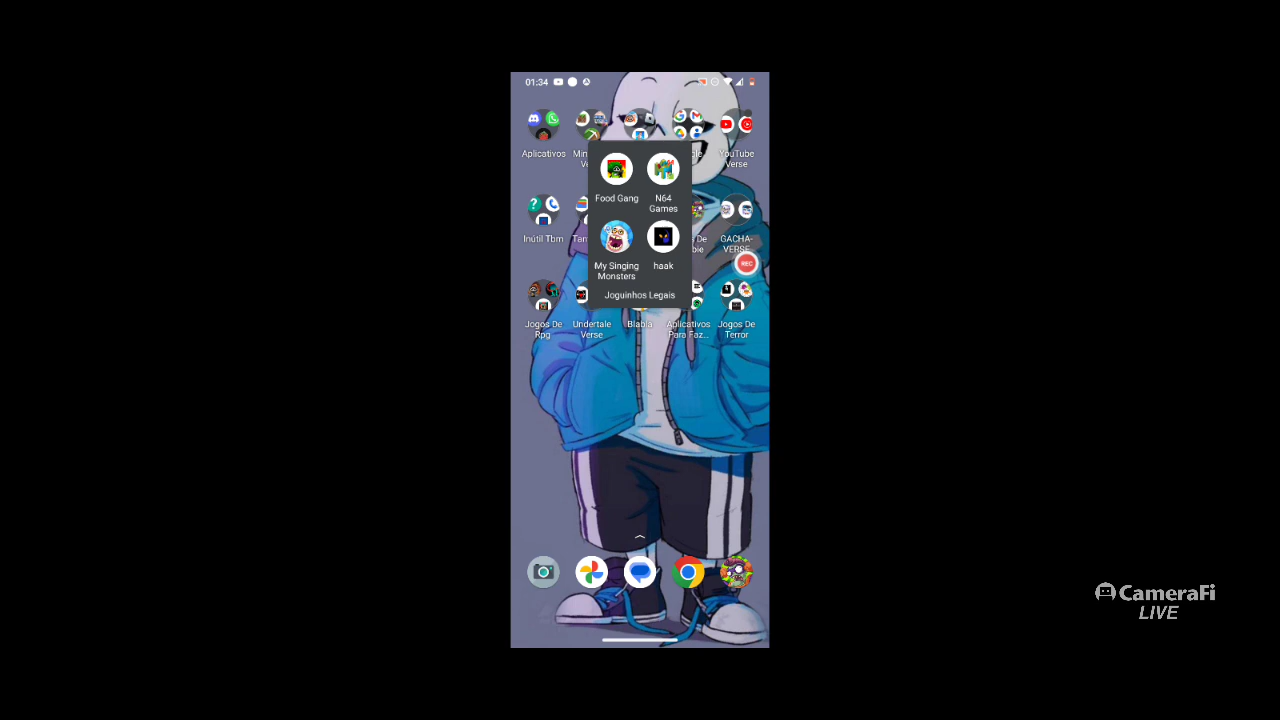 01:34
Aplicativos
YouTube
Verse
Food Gang
N64
Games
Inútil Tbm
GACHA-
VERSE
REC
My Singing
Monsters
haak
Joguinhos Legais
Jogos De
Rpg
Undertale
Verse
Blabla
Aplicativos
Para Faz...
Jogos De
Terror
CameraFi
LIVE